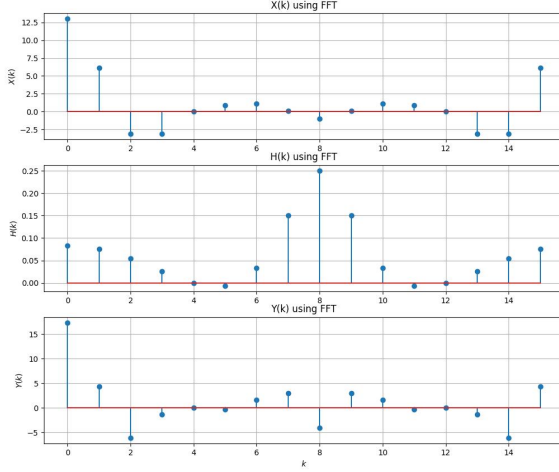 X(k) using FFT
12.5
10.0
7.5
5.0
2.5
0.0
−2.5
X(k)
0 2 4 6 8 10 12 14
H(k) using FFT
0.25
0.20
0.15
0.10
0.05
0.00
H(k)
0 2 4 6 8 10 12 14
Y(k) using FFT
15
10
5
0
−5
Y(k)
0 2 4 6 8 10 12 14
k